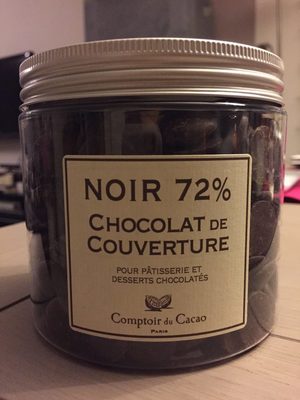 NOIR 72%
CHOCOLAT DE
COUVERTURE
POUR PÂTISSERIE ET
DESSERTS CHOCOLATÉS
Comptoir du Cacao
PARIS